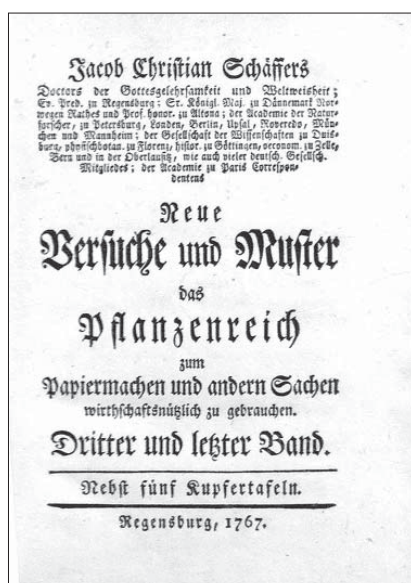 Jacob Christian Schäffers
Doctors der Gottesgelehrsamkeit und Weltweisheit;
Ev. Pred. zu Regensburg; Sr. Königl. Maj. zu Dännemark Nor-
wegen Rathes und Prof. honor. zu Altona; der Academie der Natur-
forscher, zu Petersburg, Londen, Berlin, Upsal, Roveredo, Mün-
chen und Mannheim; der Gesellschaft der Wissenschaften zu Duis-
burg, physischbotan. zu Florenz, histor. zu Göttingen, oeconom. zu Zelle,
Bern und in der Oberlausitz, wie auch vieler deutsch. Gesellsch.
Mitgliedes; der Academie zu Paris Correspon-
dentens
Neue
Versuche und Muster
das
Pflanzenreich
zum
Papiermachen und andern Sachen
wirthschaftsnützlich zu gebrauchen.
Dritter und letzter Band.
Nebst fünf Kupfertafeln.
Regensburg, 1767.